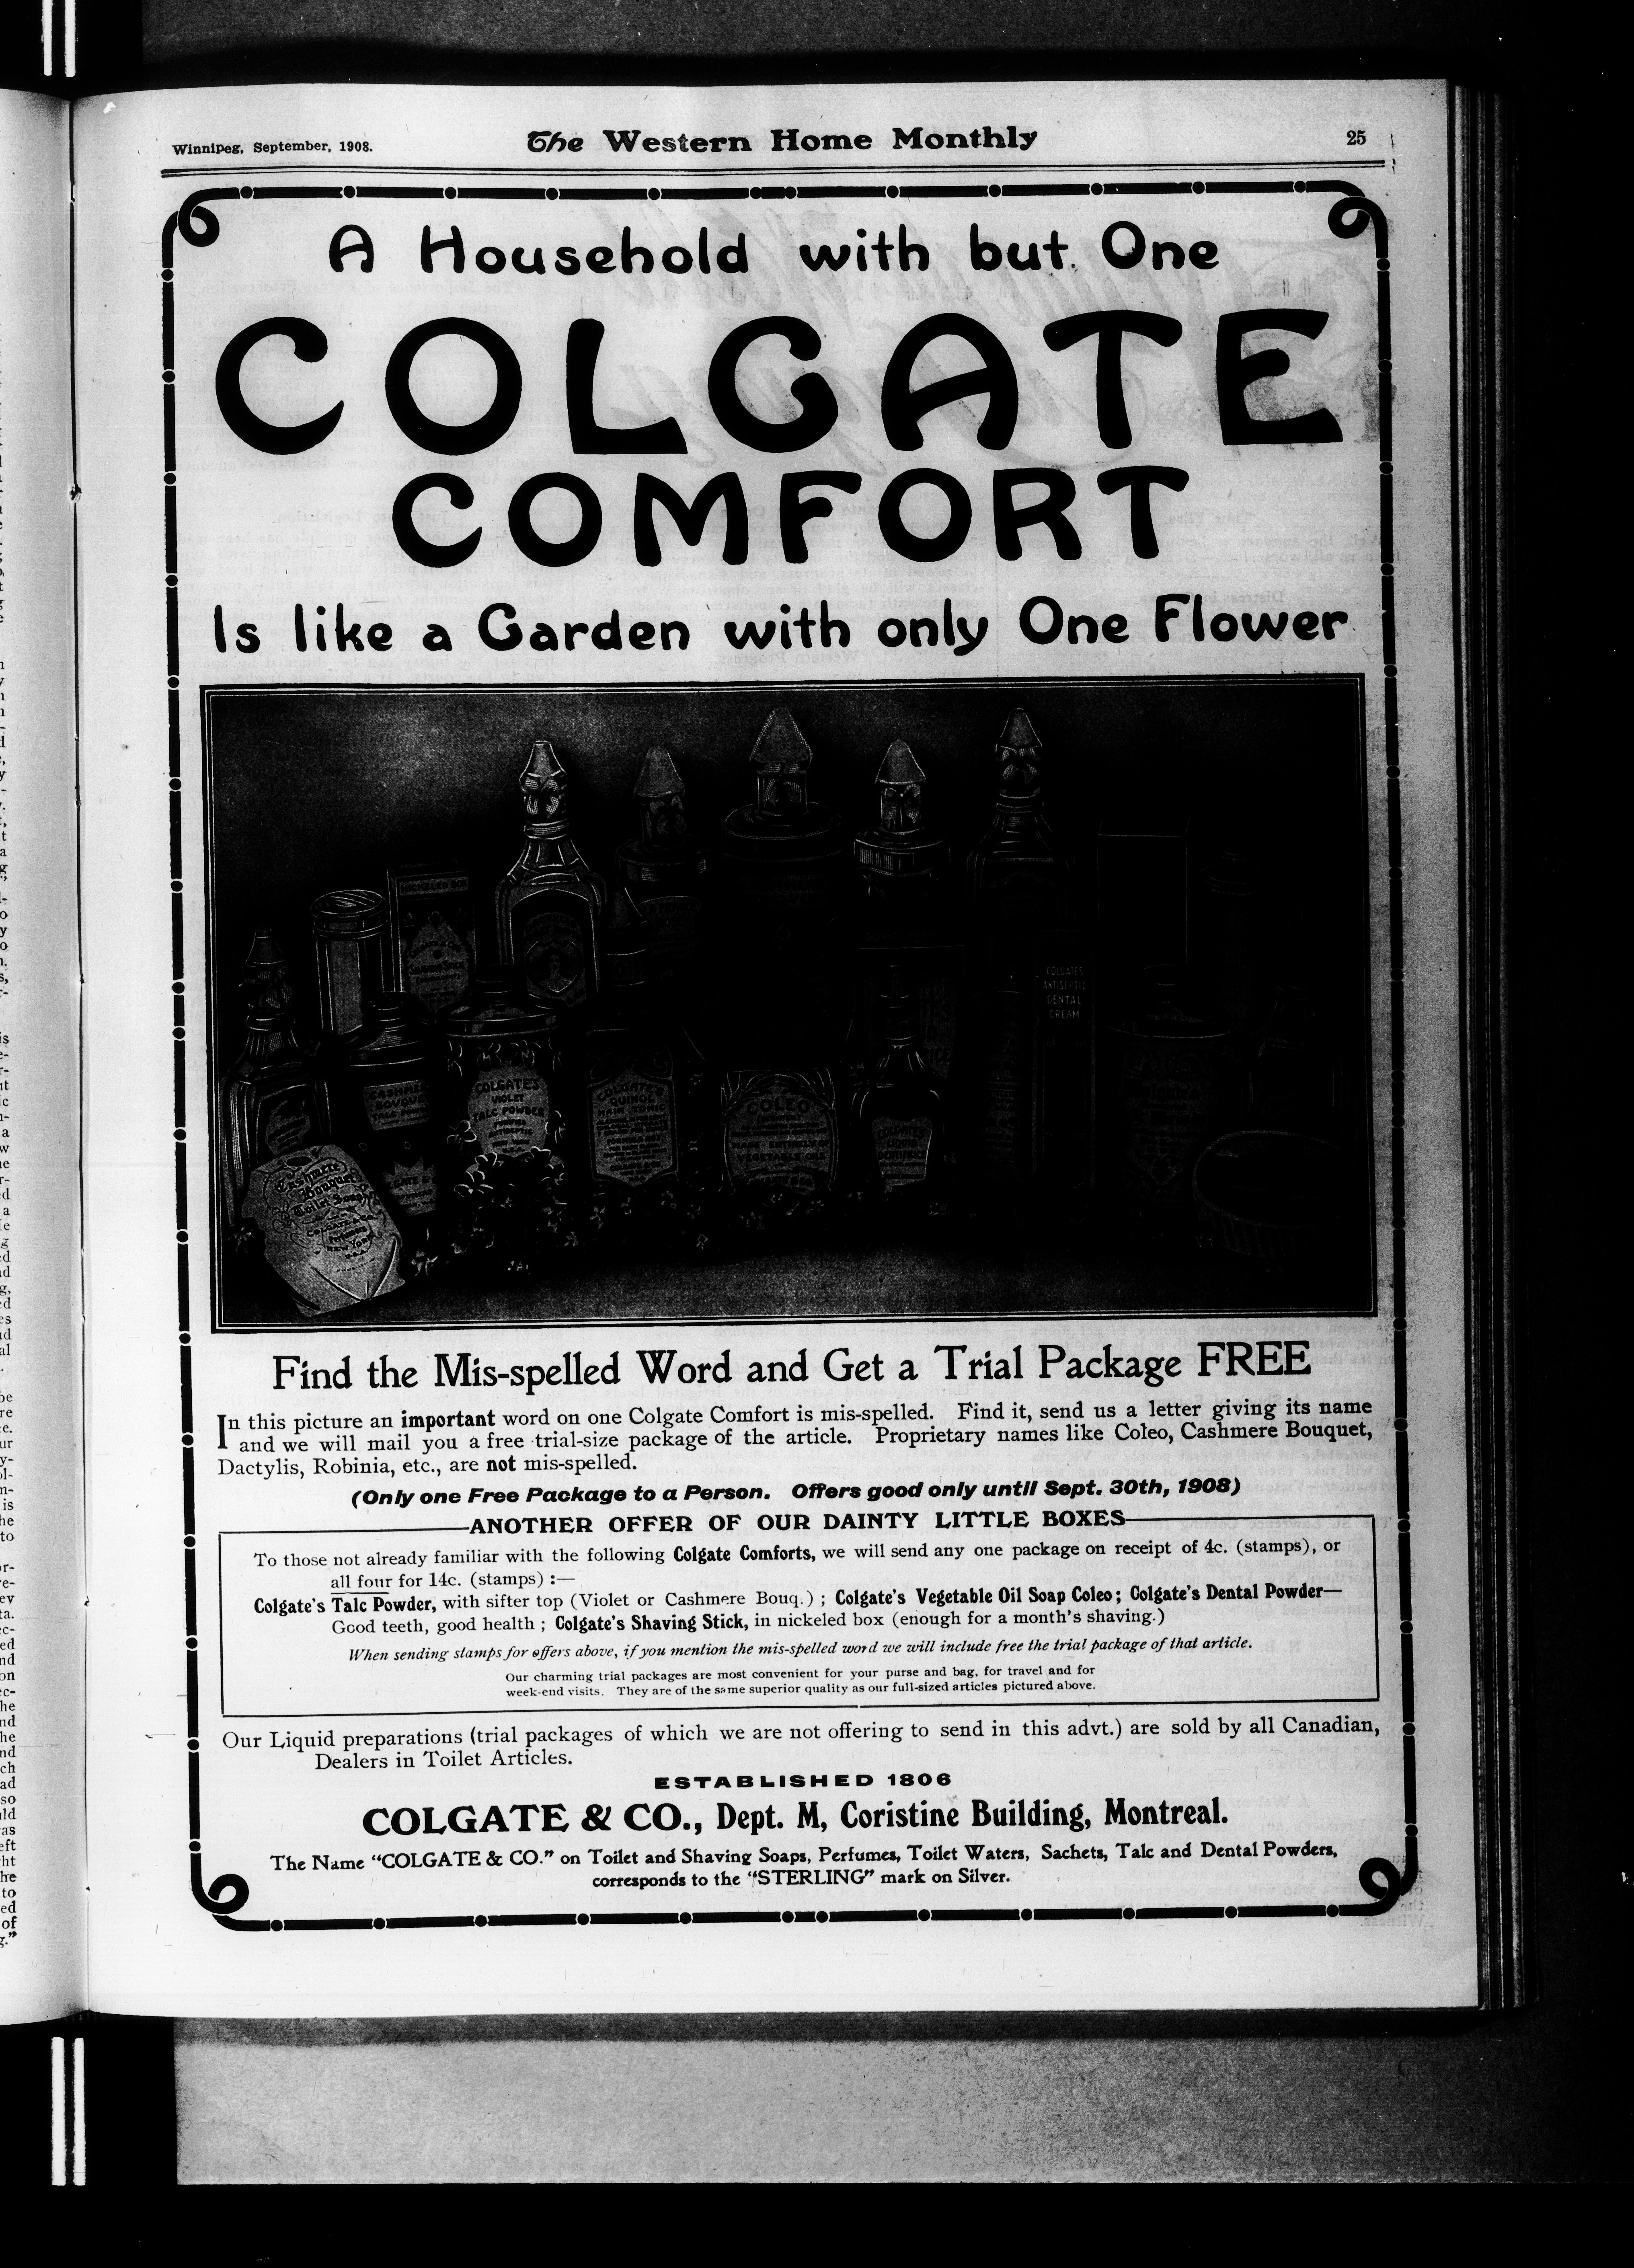 Winnipeg, September, 1908.
The Western Home Monthly
25
A Household with but One
COLGATE
COMFORT
Is like a Garden with only One Flower
COLGATES
ANTISEPTIC
DENTAL
CREAM
CASHMERE
BOUQUET
COLGATE'S
VIOLET
TALC POWDER
COLGATE'S
QUINOL
HAIR TONIC
COLEO
VEGETABLE OILS
Cashmere
Bouquet
Toilet Soap
COLGATE & CO.
Perfumers
NEW YORK
Find the Mis-spelled Word and Get a Trial Package FREE
In this picture an important word on one Colgate Comfort is mis-spelled. Find it, send us a letter giving its name
and we will mail you a free trial-size package of the article. Proprietary names like Coleo, Cashmere Bouquet,
Dactylis, Robinia, etc., are not mis-spelled.
(Only one Free Package to a Person. Offers good only until Sept. 30th, 1908)
ANOTHER OFFER OF OUR DAINTY LITTLE BOXES
To those not already familiar with the following Colgate Comforts, we will send any one package on receipt of 4c. (stamps), or
all four for 14c. (stamps) :—
Colgate's Talc Powder, with sifter top (Violet or Cashmere Bouq.) ; Colgate's Vegetable Oil Soap Coleo; Colgate's Dental Powder—
Good teeth, good health ; Colgate's Shaving Stick, in nickeled box (enough for a month's shaving.)
When sending stamps for offers above, if you mention the mis-spelled word we will include free the trial package of that article.
Our charming trial packages are most convenient for your purse and bag, for travel and for
week-end visits. They are of the same superior quality as our full-sized articles pictured above.
Our Liquid preparations (trial packages of which we are not offering to send in this advt.) are sold by all Canadian,
Dealers in Toilet Articles.
ESTABLISHED 1806
COLGATE & CO., Dept. M, Coristine Building, Montreal.
The Name "COLGATE & CO." on Toilet and Shaving Soaps, Perfumes, Toilet Waters, Sachets, Talc and Dental Powders,
corresponds to the "STERLING" mark on Silver.